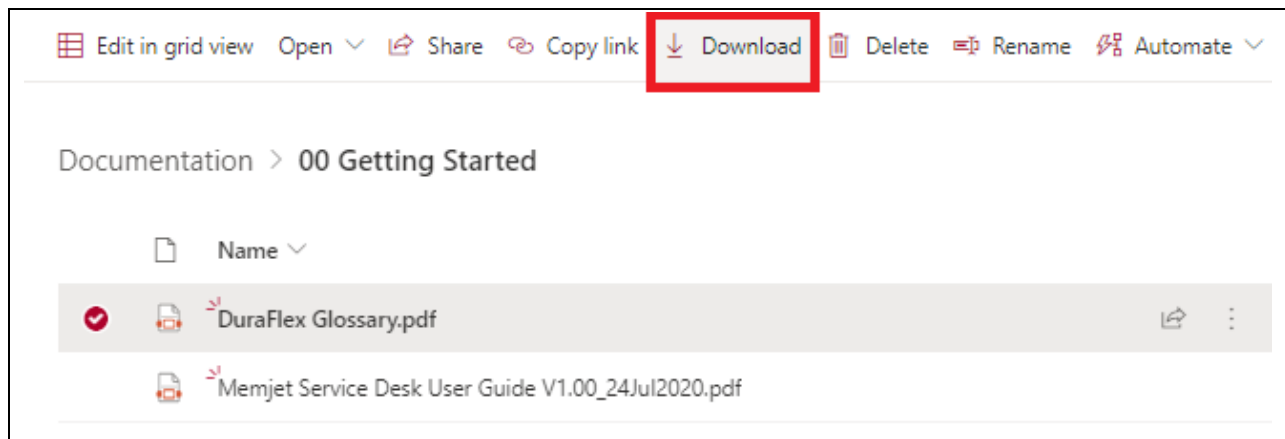 Edit in grid view Open Share Copy link Download Delete Rename Automate
Documentation > 00 Getting Started
Name
DuraFlex Glossary.pdf
Memjet Service Desk User Guide V1.00_24Jul2020.pdf